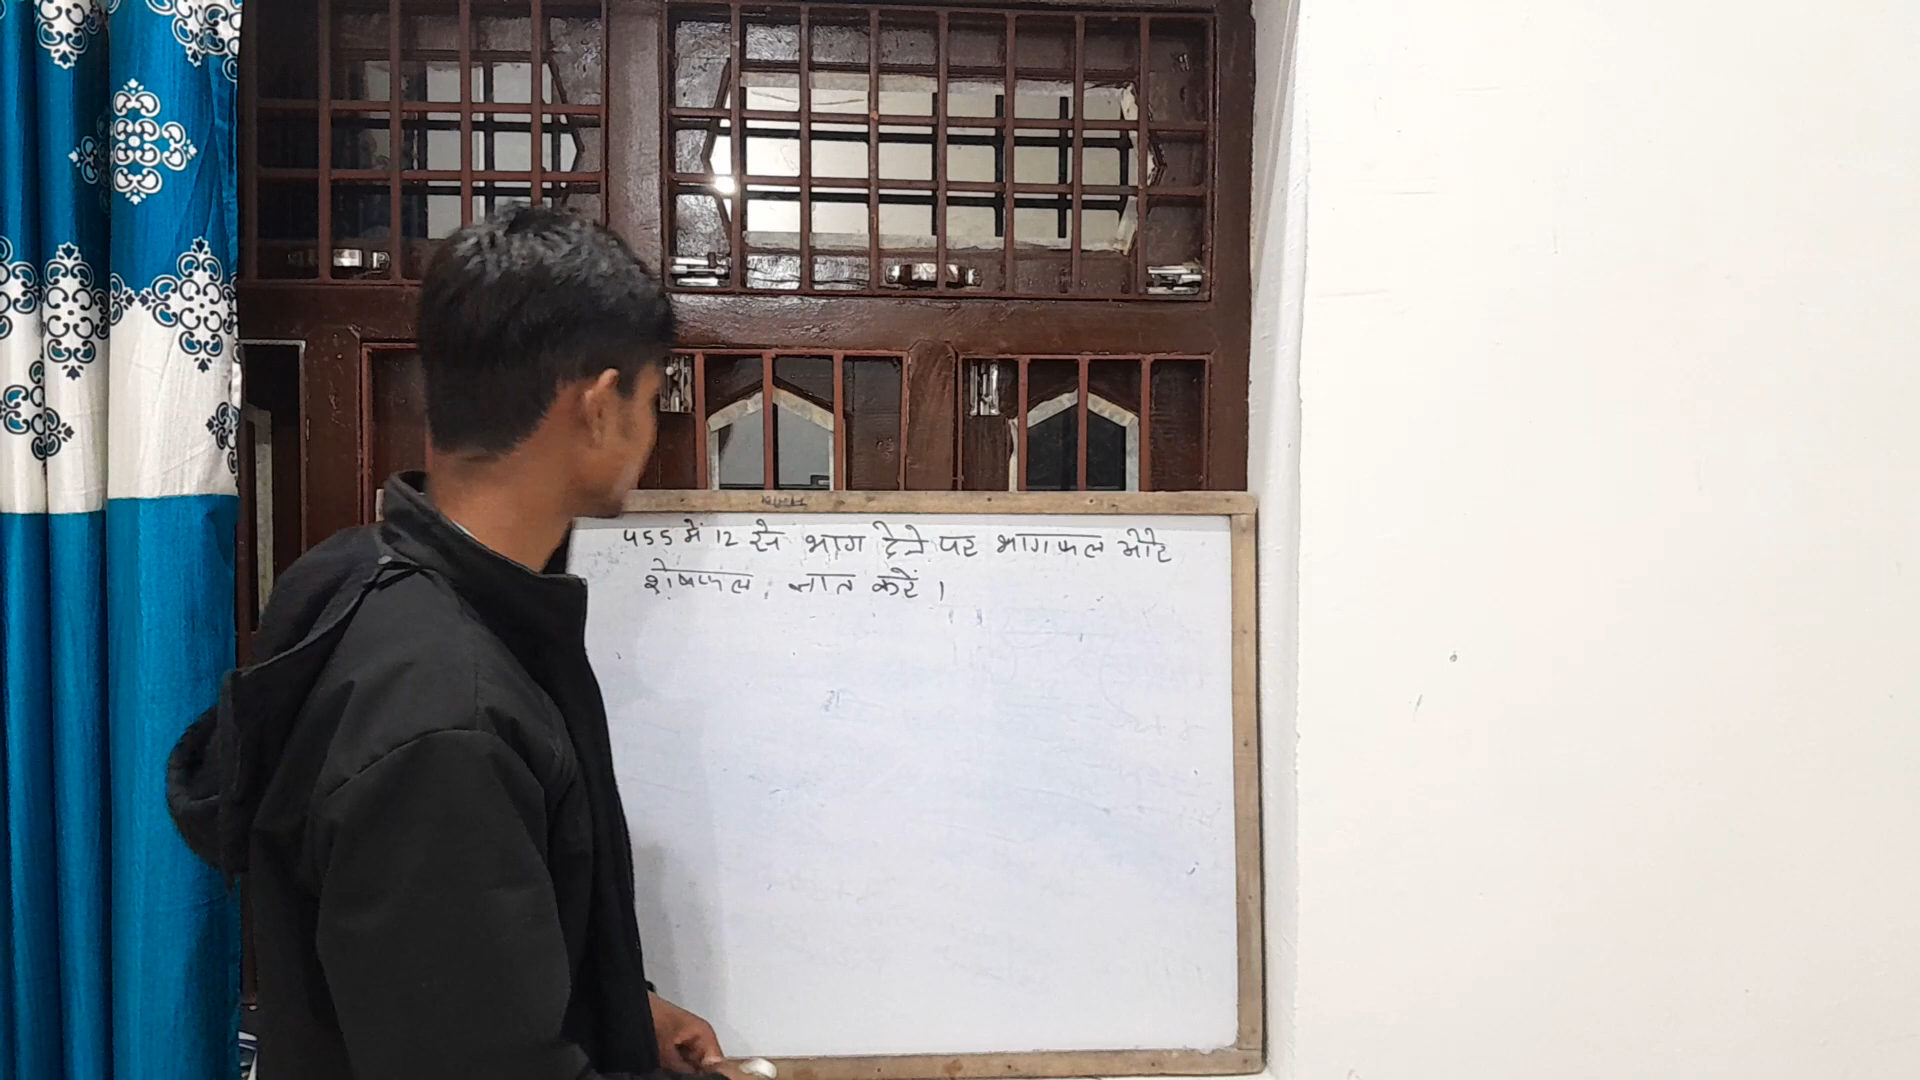 455 में 12 से भाग देने पर भागफल और
शेषफल ज्ञात करें ।